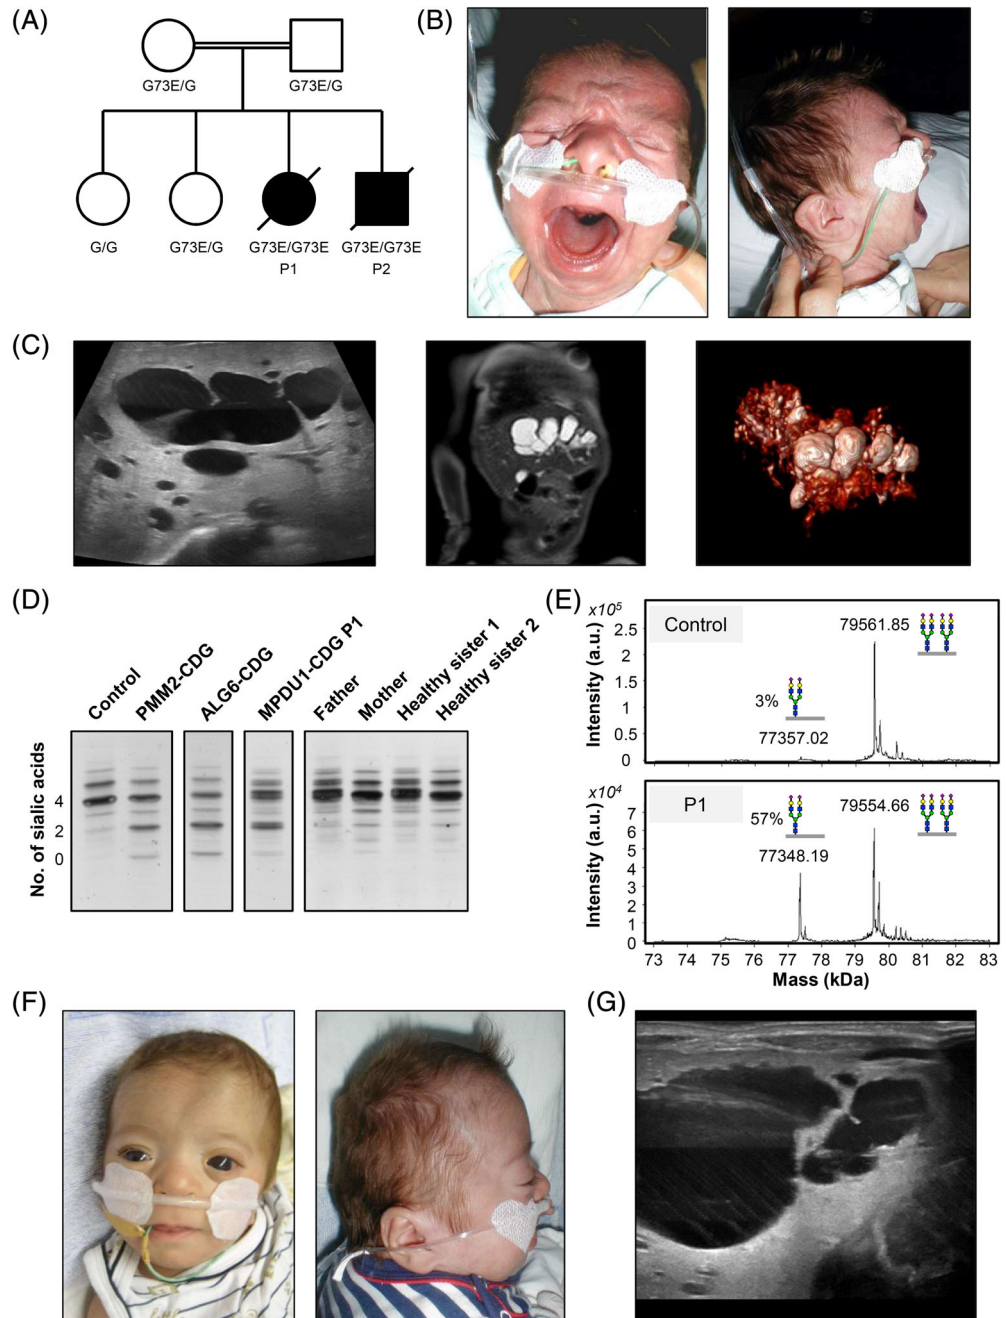 (A)
G73E/G
G73E/G
G/G
G73E/G
G73E/G73E
G73E/G73E
P1
P2
(B)
(C)
(D)
Control
PMM2-CDG
ALG6-CDG
MPDU1-CDG P1
Father
Mother
Healthy sister 1
Healthy sister 2
No. of sialic acids
4
2
0
(E)
x10⁵
Intensity (a.u.)
2.5
2
1.5
1
0.5
0
Control
79561.85
3%
77357.02
x10⁴
Intensity (a.u.)
7
6
5
4
3
2
1
0
P1
79554.66
57%
77348.19
73 74 75 76 77 78 79 80 81 82 83
Mass (kDa)
(F)
(G)